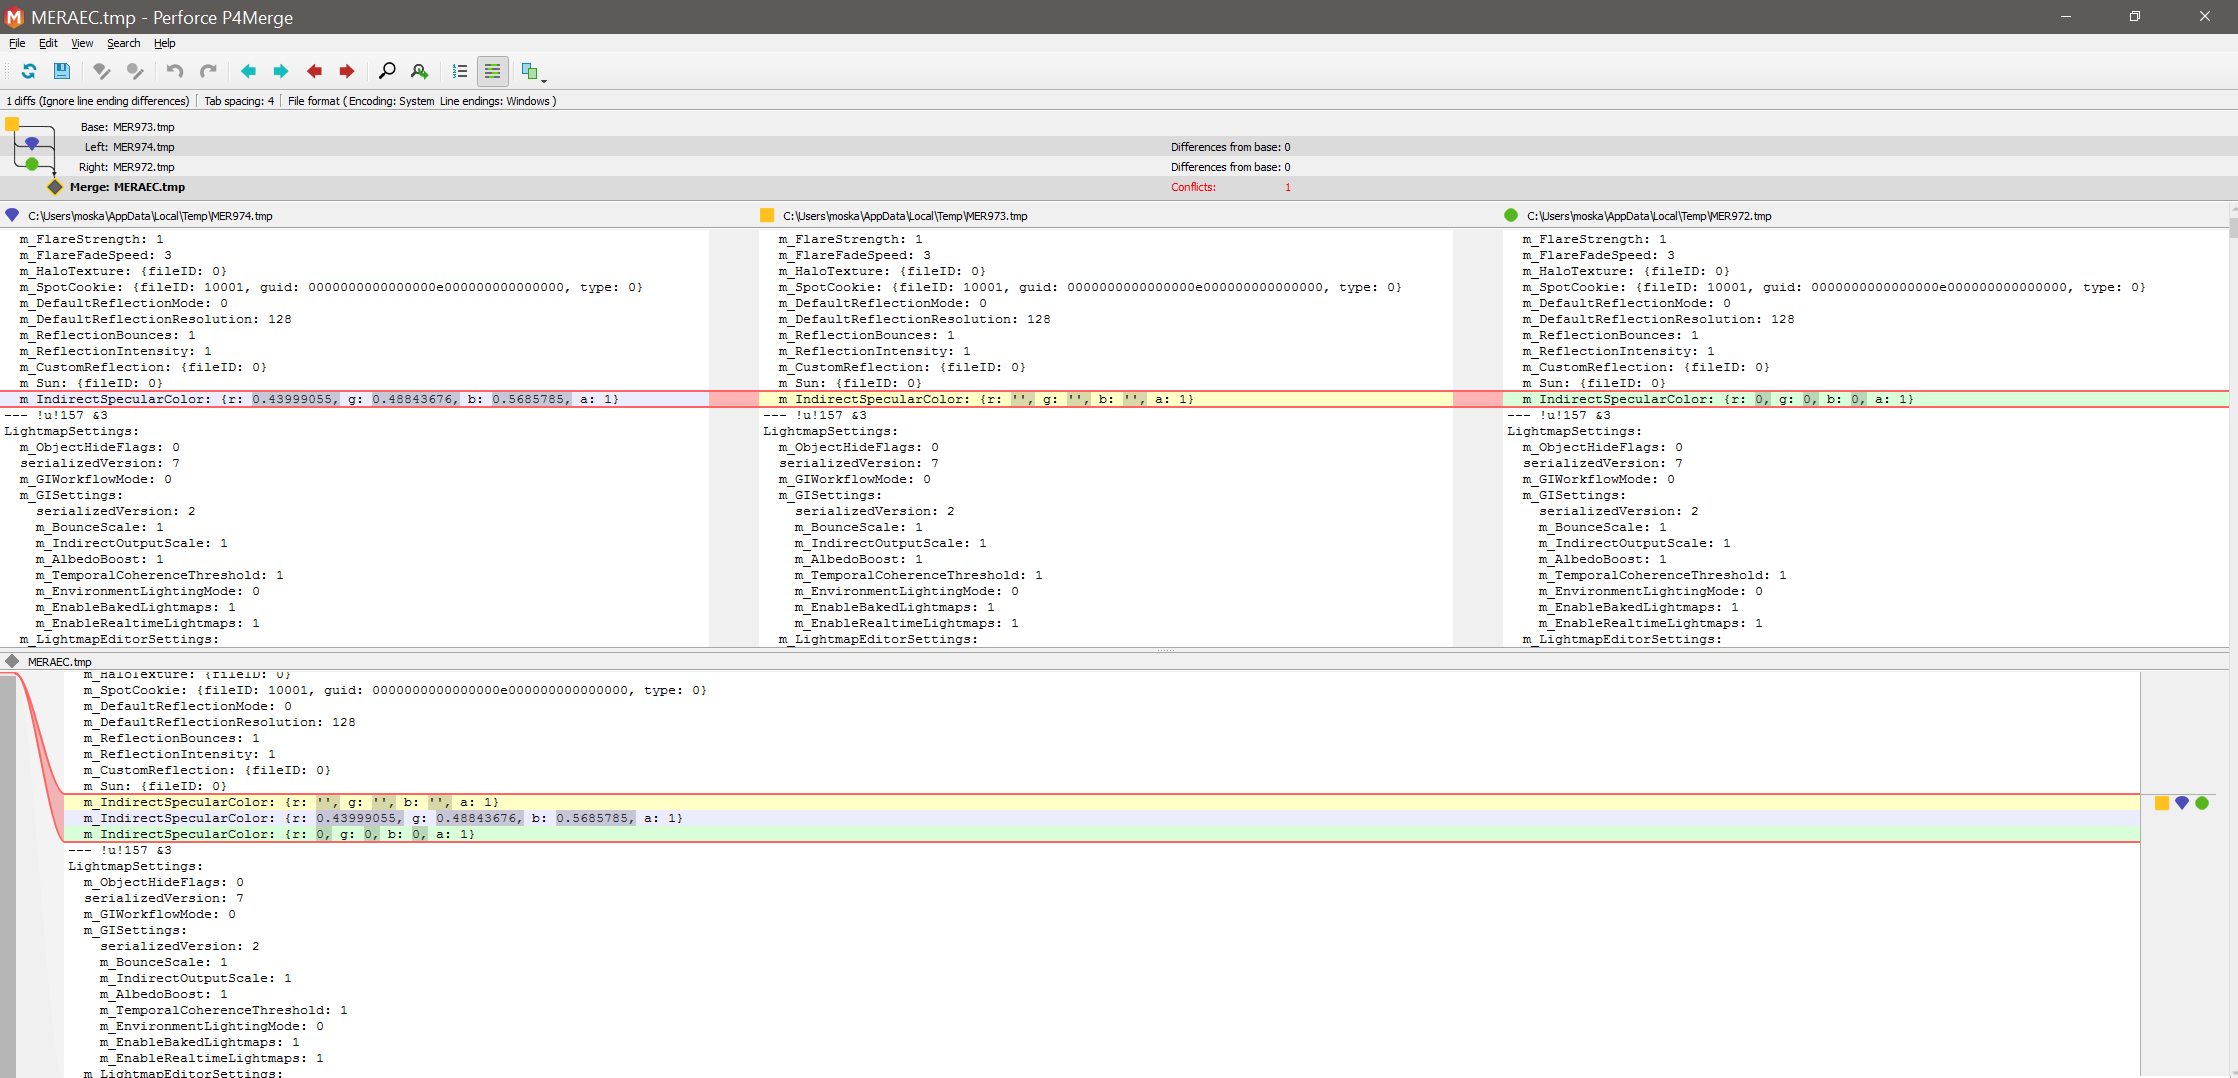 MERAEC.tmp - Perforce P4Merge
File Edit View Search Help
1 diffs (Ignore line ending differences) Tab spacing: 4 File format ( Encoding: System Line endings: Windows )
Base: MER973.tmp
Left: MER974.tmp Differences from base: 0
Right: MER972.tmp Differences from base: 0
Merge: MERAEC.tmp Conflicts: 1
C:\Users\moska\AppData\Local\Temp\MER974.tmp
m_FlareStrength: 1
m_FlareFadeSpeed: 3
m_HaloTexture: {fileID: 0}
m_SpotCookie: {fileID: 10001, guid: 0000000000000000e000000000000000, type: 0}
m_DefaultReflectionMode: 0
m_DefaultReflectionResolution: 128
m_ReflectionBounces: 1
m_ReflectionIntensity: 1
m_CustomReflection: {fileID: 0}
m_Sun: {fileID: 0}
m_IndirectSpecularColor: {r: 0.43999055, g: 0.48843676, b: 0.5685785, a: 1}
--- !u!157 &3
LightmapSettings:
m_ObjectHideFlags: 0
serializedVersion: 7
m_GIWorkflowMode: 0
m_GISettings:
serializedVersion: 2
m_BounceScale: 1
m_IndirectOutputScale: 1
m_AlbedoBoost: 1
m_TemporalCoherenceThreshold: 1
m_EnvironmentLightingMode: 0
m_EnableBakedLightmaps: 1
m_EnableRealtimeLightmaps: 1
m_LightmapEditorSettings:
C:\Users\moska\AppData\Local\Temp\MER973.tmp
m_FlareStrength: 1
m_FlareFadeSpeed: 3
m_HaloTexture: {fileID: 0}
m_SpotCookie: {fileID: 10001, guid: 0000000000000000e000000000000000, type: 0}
m_DefaultReflectionMode: 0
m_DefaultReflectionResolution: 128
m_ReflectionBounces: 1
m_ReflectionIntensity: 1
m_CustomReflection: {fileID: 0}
m_Sun: {fileID: 0}
m_IndirectSpecularColor: {r: '', g: '', b: '', a: 1}
--- !u!157 &3
LightmapSettings:
m_ObjectHideFlags: 0
serializedVersion: 7
m_GIWorkflowMode: 0
m_GISettings:
serializedVersion: 2
m_BounceScale: 1
m_IndirectOutputScale: 1
m_AlbedoBoost: 1
m_TemporalCoherenceThreshold: 1
m_EnvironmentLightingMode: 0
m_EnableBakedLightmaps: 1
m_EnableRealtimeLightmaps: 1
m_LightmapEditorSettings:
C:\Users\moska\AppData\Local\Temp\MER972.tmp
m_FlareStrength: 1
m_FlareFadeSpeed: 3
m_HaloTexture: {fileID: 0}
m_SpotCookie: {fileID: 10001, guid: 0000000000000000e000000000000000, type: 0}
m_DefaultReflectionMode: 0
m_DefaultReflectionResolution: 128
m_ReflectionBounces: 1
m_ReflectionIntensity: 1
m_CustomReflection: {fileID: 0}
m_Sun: {fileID: 0}
m_IndirectSpecularColor: {r: 0, g: 0, b: 0, a: 1}
--- !u!157 &3
LightmapSettings:
m_ObjectHideFlags: 0
serializedVersion: 7
m_GIWorkflowMode: 0
m_GISettings:
serializedVersion: 2
m_BounceScale: 1
m_IndirectOutputScale: 1
m_AlbedoBoost: 1
m_TemporalCoherenceThreshold: 1
m_EnvironmentLightingMode: 0
m_EnableBakedLightmaps: 1
m_EnableRealtimeLightmaps: 1
m_LightmapEditorSettings:
MERAEC.tmp
m_HaloTexture: {fileID: 0}
m_SpotCookie: {fileID: 10001, guid: 0000000000000000e000000000000000, type: 0}
m_DefaultReflectionMode: 0
m_DefaultReflectionResolution: 128
m_ReflectionBounces: 1
m_ReflectionIntensity: 1
m_CustomReflection: {fileID: 0}
m_Sun: {fileID: 0}
m_IndirectSpecularColor: {r: '', g: '', b: '', a: 1}
m_IndirectSpecularColor: {r: 0.43999055, g: 0.48843676, b: 0.5685785, a: 1}
m_IndirectSpecularColor: {r: 0, g: 0, b: 0, a: 1}
--- !u!157 &3
LightmapSettings:
m_ObjectHideFlags: 0
serializedVersion: 7
m_GIWorkflowMode: 0
m_GISettings:
serializedVersion: 2
m_BounceScale: 1
m_IndirectOutputScale: 1
m_AlbedoBoost: 1
m_TemporalCoherenceThreshold: 1
m_EnvironmentLightingMode: 0
m_EnableBakedLightmaps: 1
m_EnableRealtimeLightmaps: 1
m_LightmapEditorSettings: